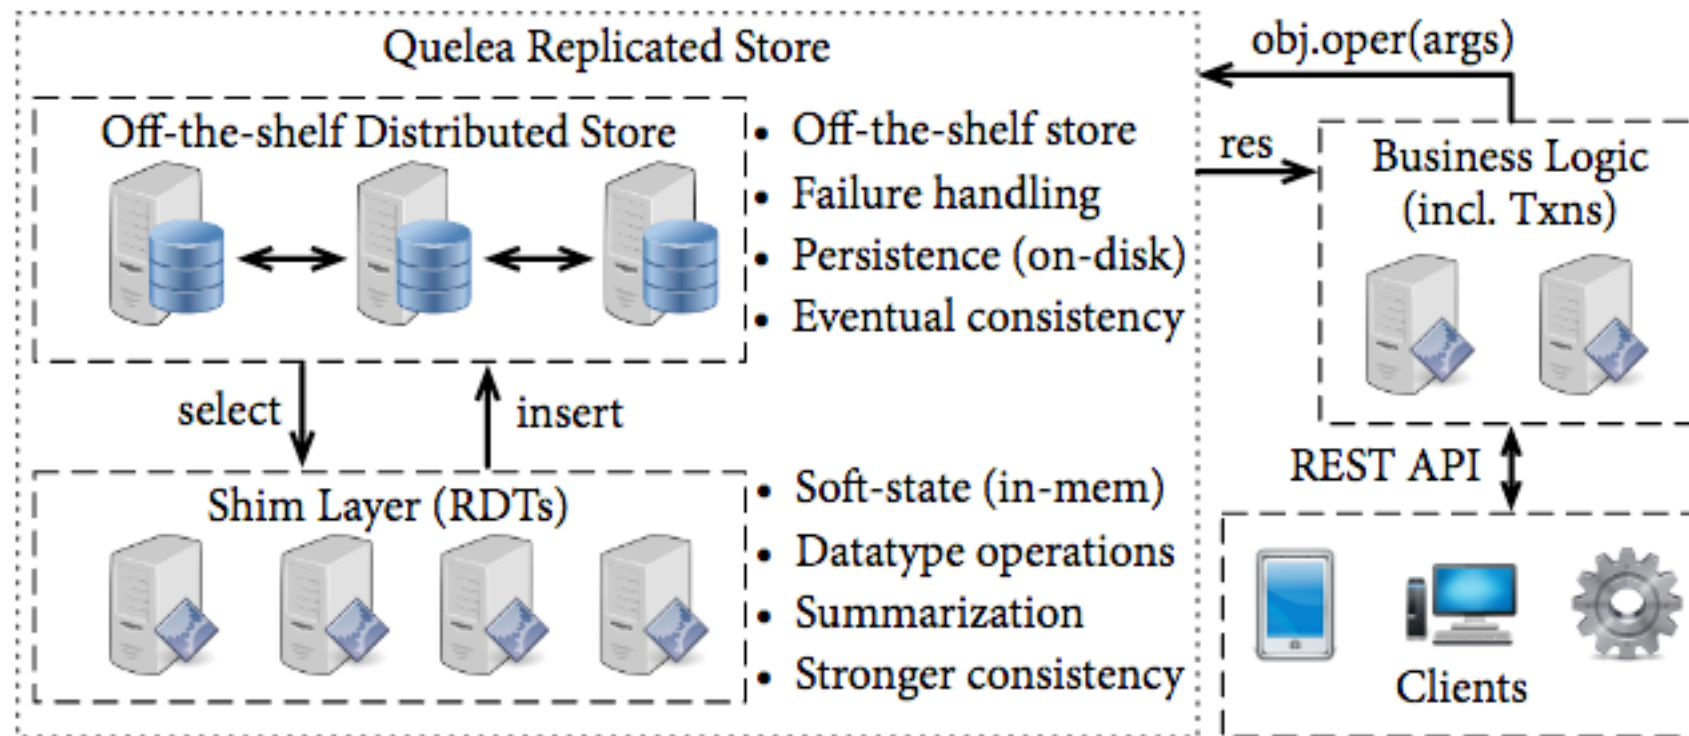 Quelea Replicated Store
Off-the-shelf Distributed Store
• Off-the-shelf store
• Failure handling
• Persistence (on-disk)
• Eventual consistency
select
insert
Shim Layer (RDTs)
• Soft-state (in-mem)
• Datatype operations
• Summarization
• Stronger consistency
obj.oper(args)
res
Business Logic
(incl. Txns)
REST API
Clients